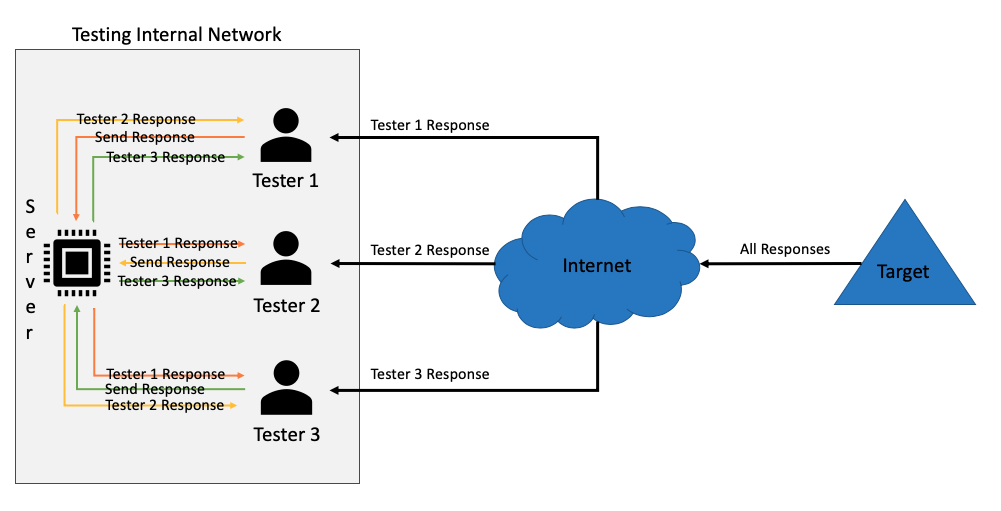 Testing Internal Network
Tester 2 Response
Send Response
Tester 3 Response
Tester 1
Tester 1 Response
Server
Tester 1 Response
Send Response
Tester 3 Response
Tester 2
Tester 2 Response
Internet
All Responses
Target
Tester 1 Response
Send Response
Tester 2 Response
Tester 3
Tester 3 Response